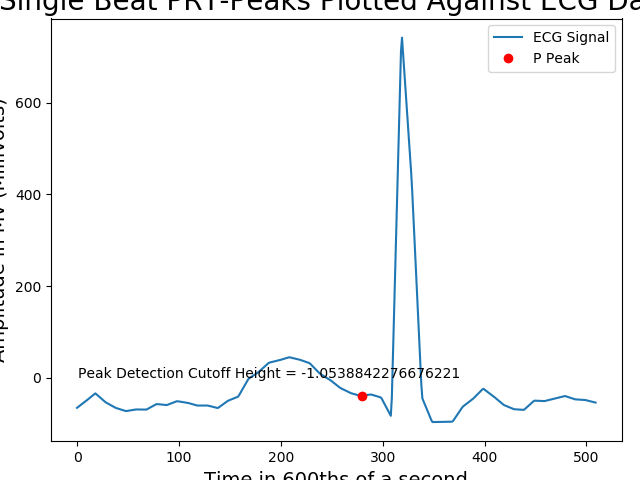 Single Beat PRT-Peaks Plotted Against ECG Da
ECG Signal
P Peak
Amplitude in MV (Millivolts)
600
400
200
0
Peak Detection Cutoff Height = -1.0538842276676221
0 100 200 300 400 500
Time in 600ths of a second